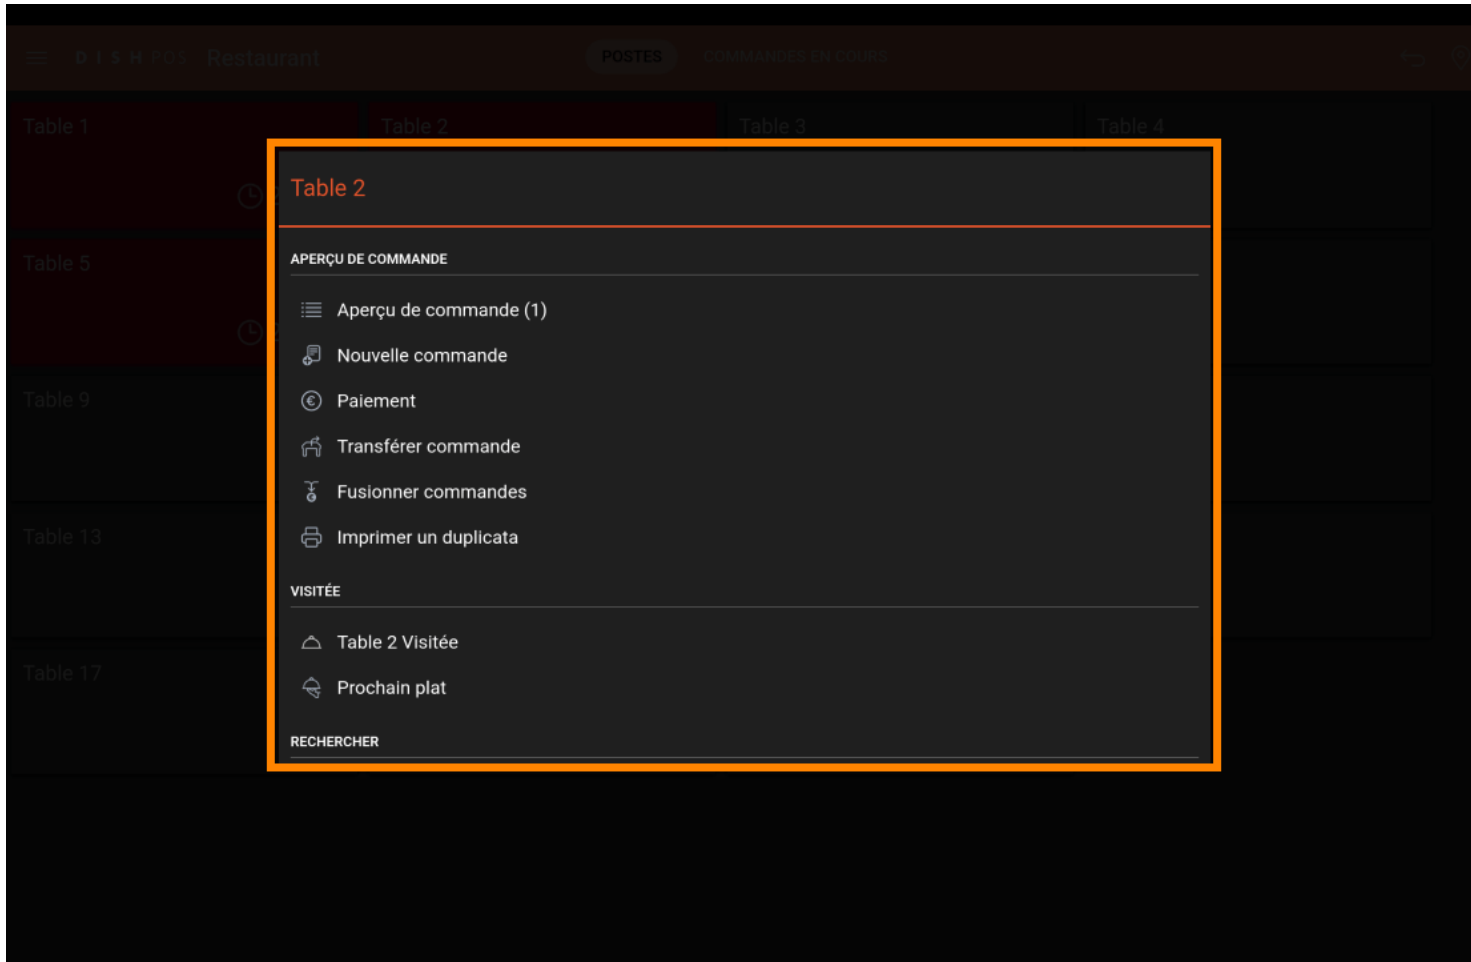 DISH POS Restaurant POSTES COMMANDES EN COURS
Table 1 Table 2 Table 3 Table 4
Table 2
Table 5
APERÇU DE COMMANDE
Aperçu de commande (1)
Nouvelle commande
Table 9
Paiement
Transférer commande
Fusionner commandes
Table 13
Imprimer un duplicata
VISITÉE
Table 2 Visitée
Table 17
Prochain plat
RECHERCHER